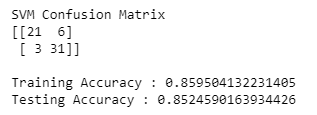 SVM Confusion Matrix
[[21  6]
 [ 3 31]]
Training Accuracy : 0.859504132231405
Testing Accuracy : 0.8524590163934426